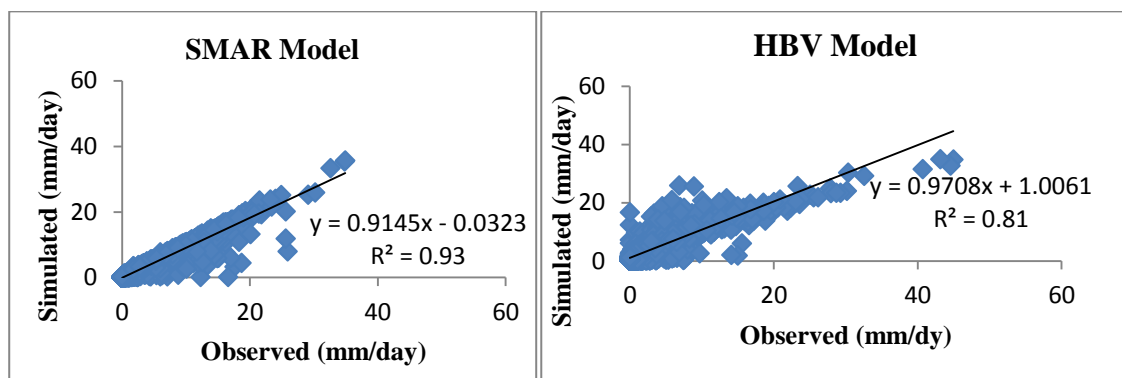 SMAR Model
60
40
20
0
0
20
40
60
Simulated (mm/day)
Observed (mm/day)
y = 0.9145x - 0.0323
R² = 0.93
HBV Model
60
40
20
0
0
20
40
60
Simulated (mm/day)
Observed (mm/dy)
y = 0.9708x + 1.0061
R² = 0.81